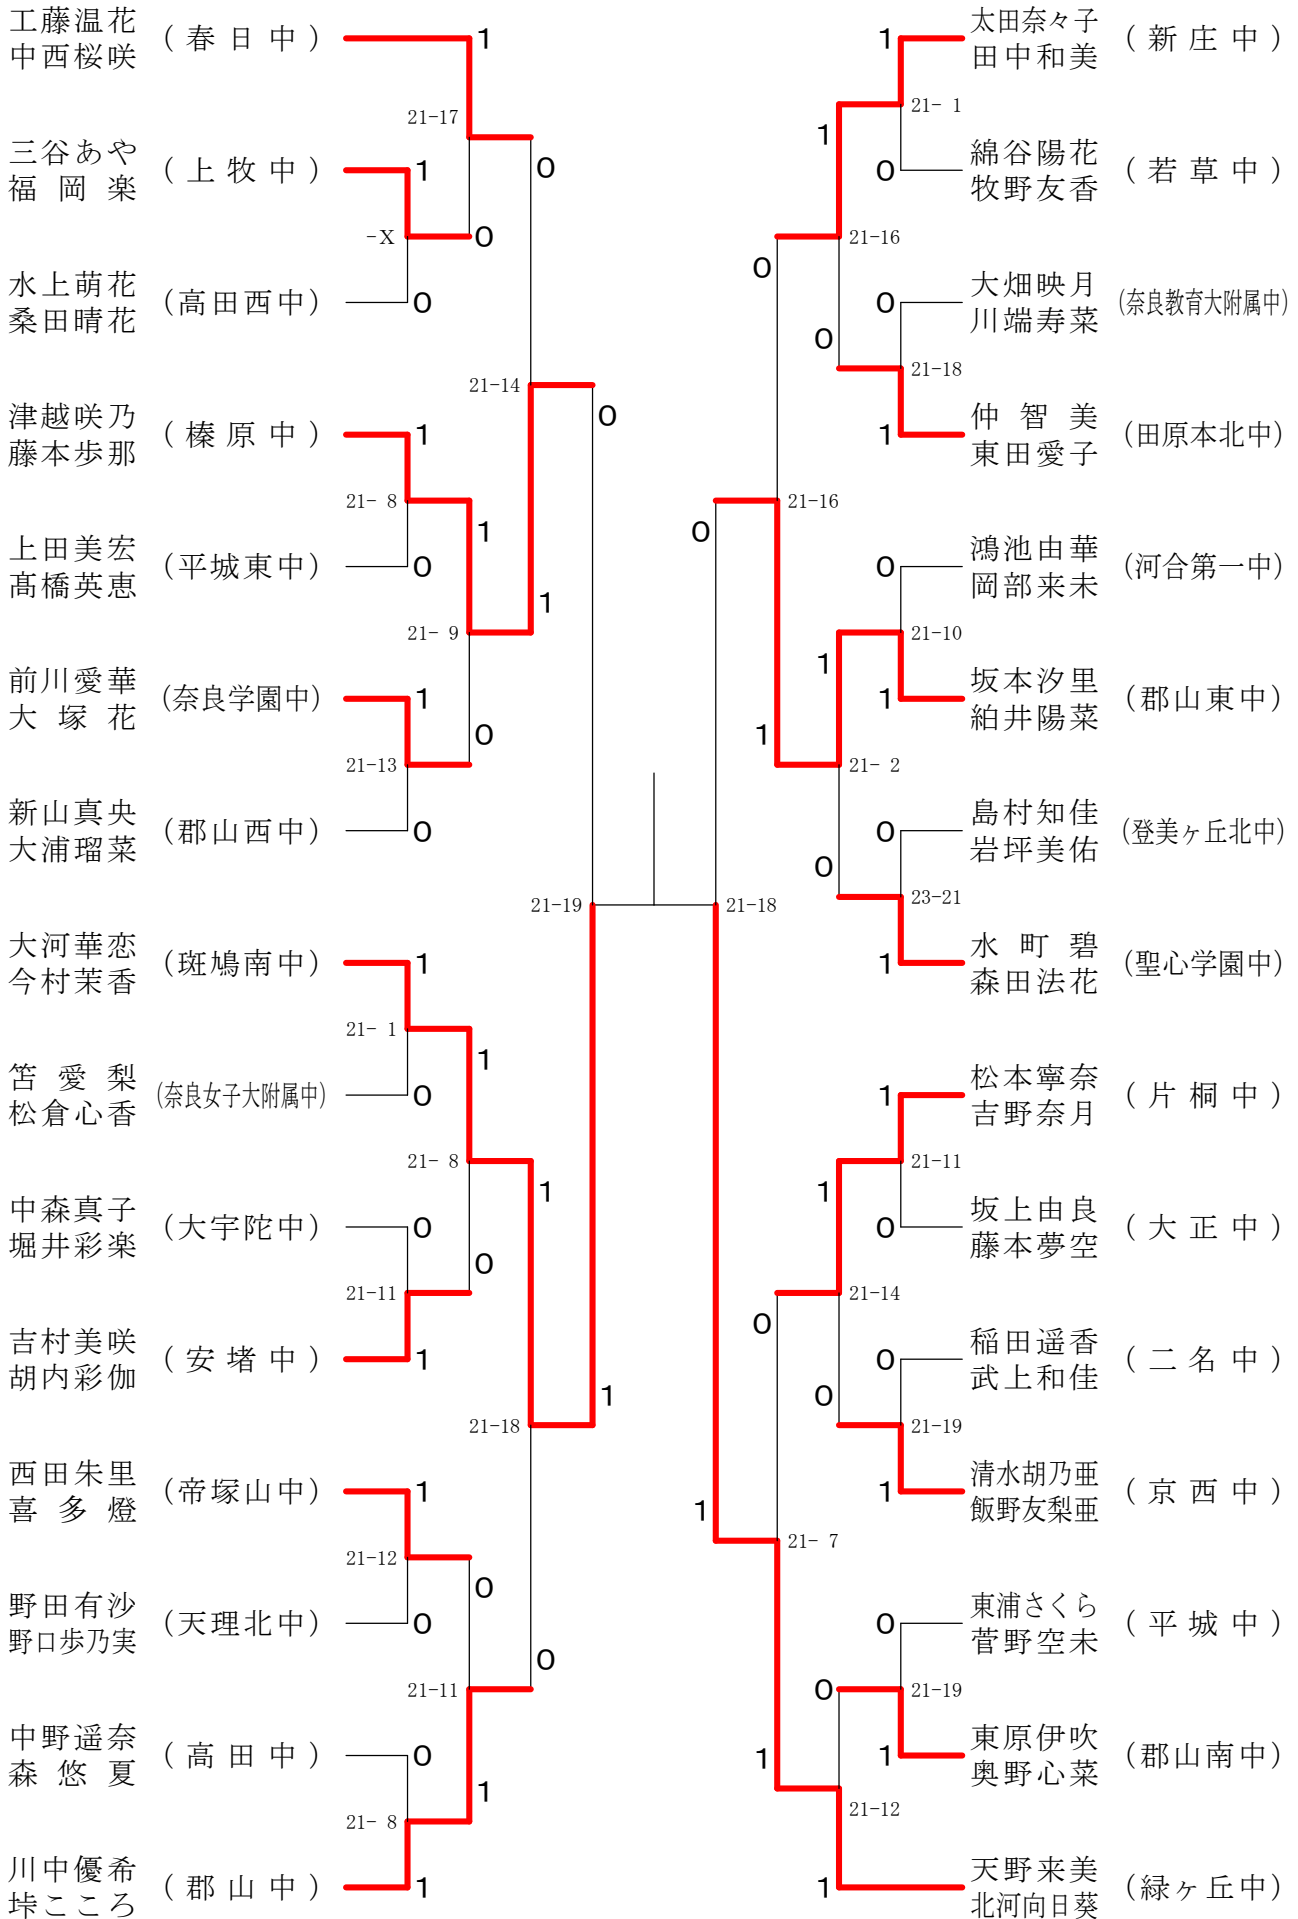 工藤温花
中西桜咲
(春日中)
1
21-17
0
三谷あや
福岡楽
(上牧中)
1
-X
0
水上萌花
桑田晴花
(高田西中)
0
21-14
0
津越咲乃
藤本歩那
(榛原中)
1
21- 8
1
上田美宏
髙橋英恵
(平城東中)
0
21- 9
1
前川愛華
大塚花
(奈良学園中)
1
21-13
0
新山真央
大浦瑠菜
(郡山西中)
0
21-19
大河華恋
今村茉香
(斑鳩南中)
1
21- 1
1
笘愛梨
松倉心香
(奈良女子大附属中)
0
21- 8
1
中森真子
堀井彩楽
(大宇陀中)
0
21-11
0
吉村美咲
胡内彩伽
(安堵中)
1
21-18
1
西田朱里
喜多燈
(帝塚山中)
1
21-12
0
野田有沙
野口歩乃実
(天理北中)
0
21-11
0
中野遥奈
森悠夏
(高田中)
0
21- 8
1
川中優希
垰こころ
(郡山中)
1
太田奈々子
田中和美
(新庄中)
1
21- 1
1
綿谷陽花
牧野友香
(若草中)
0
21-16
0
大畑映月
川端寿菜
(奈良教育大附属中)
0
21-18
0
仲智美
東田愛子
(田原本北中)
1
21-16
0
鴻池由華
岡部来未
(河合第一中)
0
21-10
1
坂本汐里
絈井陽菜
(郡山東中)
1
21- 2
1
島村知佳
岩坪美佑
(登美ヶ丘北中)
0
23-21
0
水町碧
森田法花
(聖心学園中)
1
21-18
松本寧奈
吉野奈月
(片桐中)
1
21-11
1
坂上由良
藤本夢空
(大正中)
0
21-14
0
稲田遥香
武上和佳
(二名中)
0
21-19
0
清水胡乃亜
飯野友梨亜
(京西中)
1
21- 7
1
東浦さくら
菅野空未
(平城中)
0
21-19
0
東原伊吹
奥野心菜
(郡山南中)
1
21-12
1
天野来美
北河向日葵
(緑ヶ丘中)
1